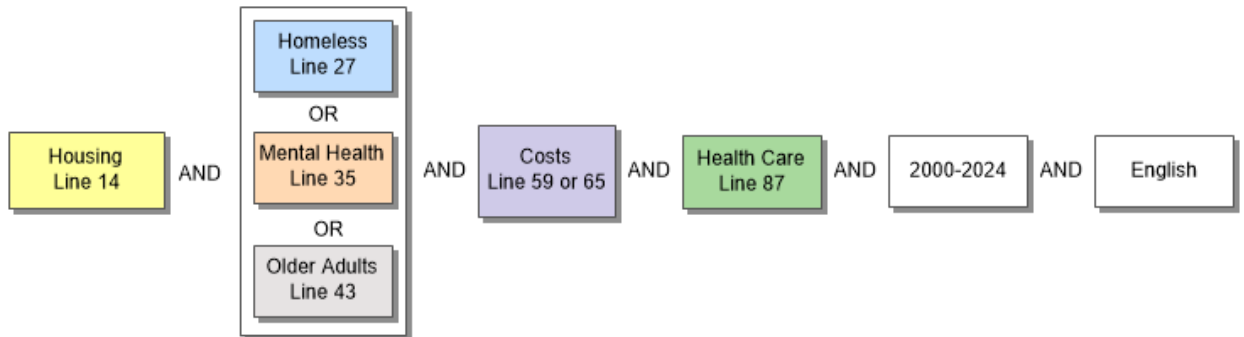 Housing
Line 14
AND
Homeless
Line 27
OR
Mental Health
Line 35
OR
Older Adults
Line 43
AND
Costs
Line 59 or 65
AND
Health Care
Line 87
AND
2000-2024
AND
English